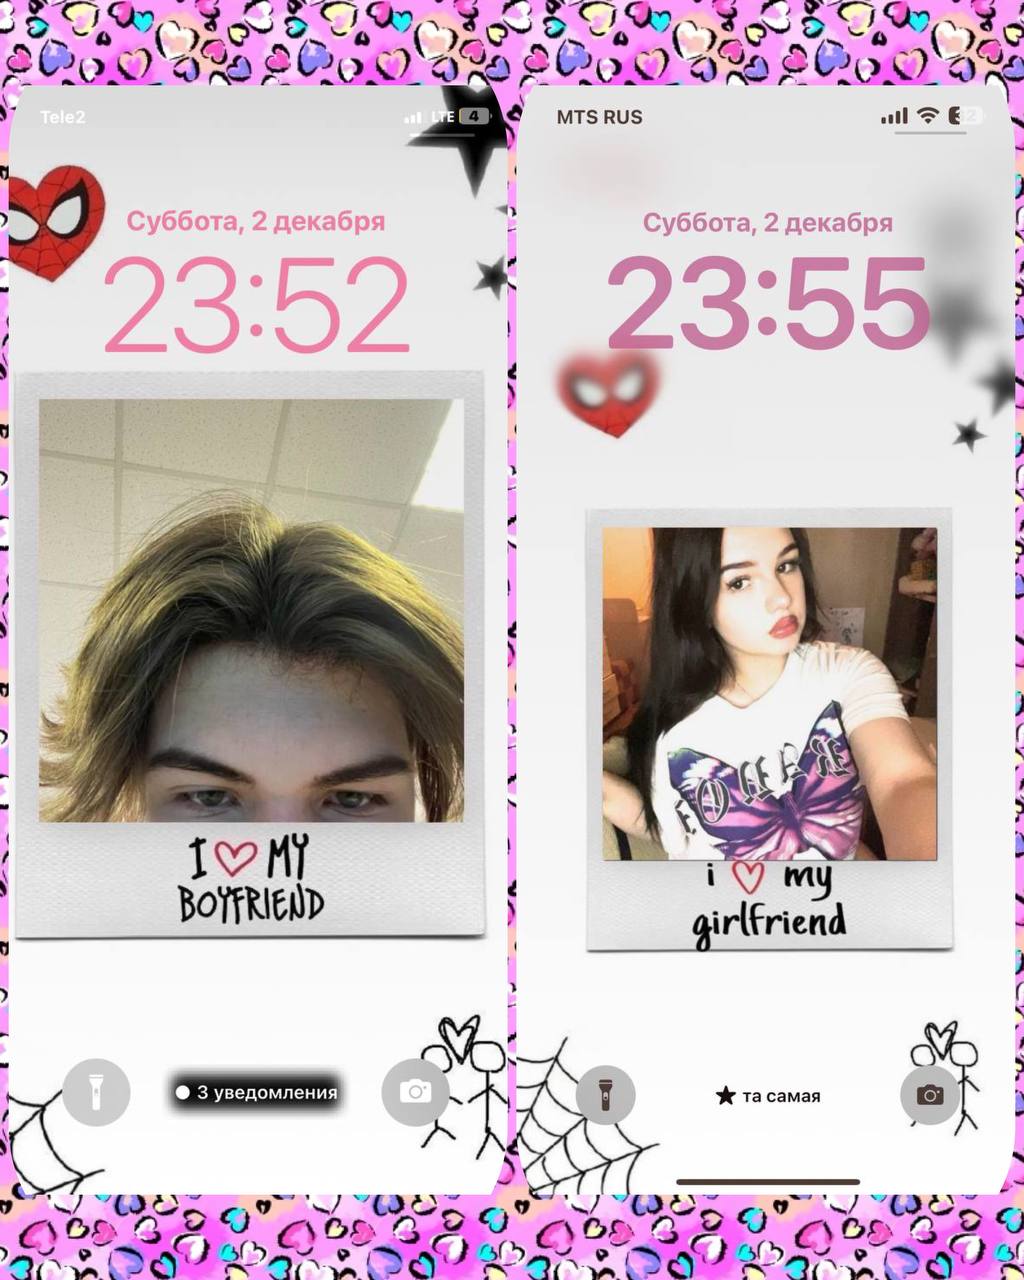 Tele2
LTE 4
Суббота, 2 декабря
23:52
I ♡ MY
BOYFRIEND
3 уведомления
MTS RUS
32
Суббота, 2 декабря
23:55
i ♡ my
girlfriend
★ та самая